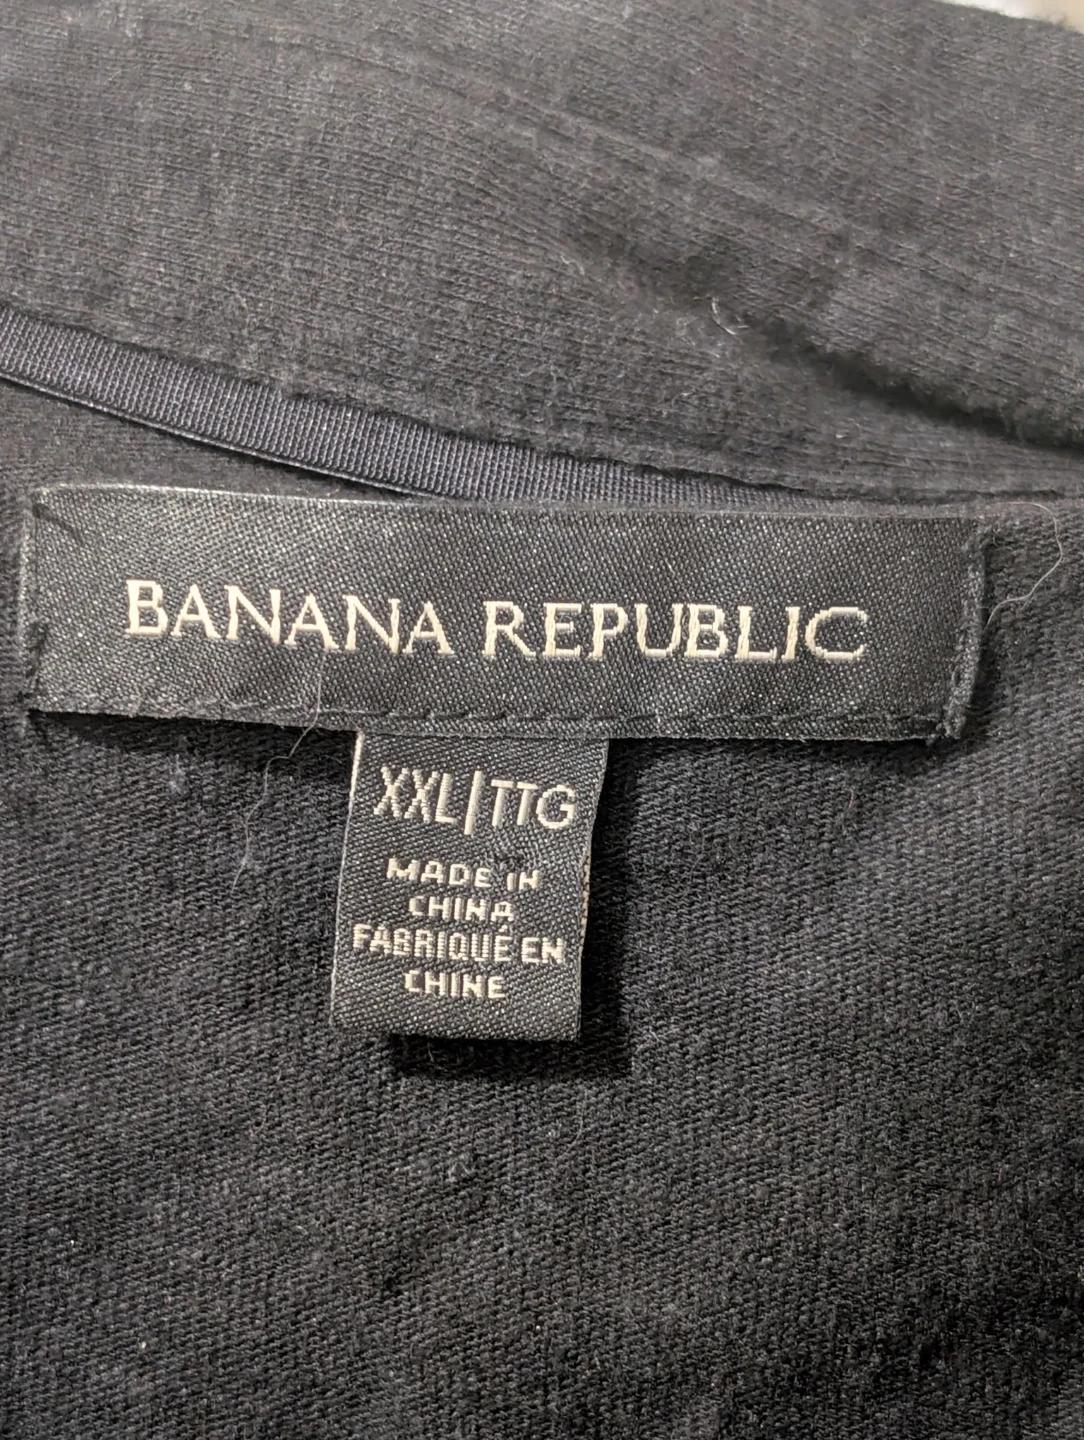 BANANA REPUBLIC
XXL/TTG
MADE IN
CHINA
FABRIQUÉ EN
CHINE